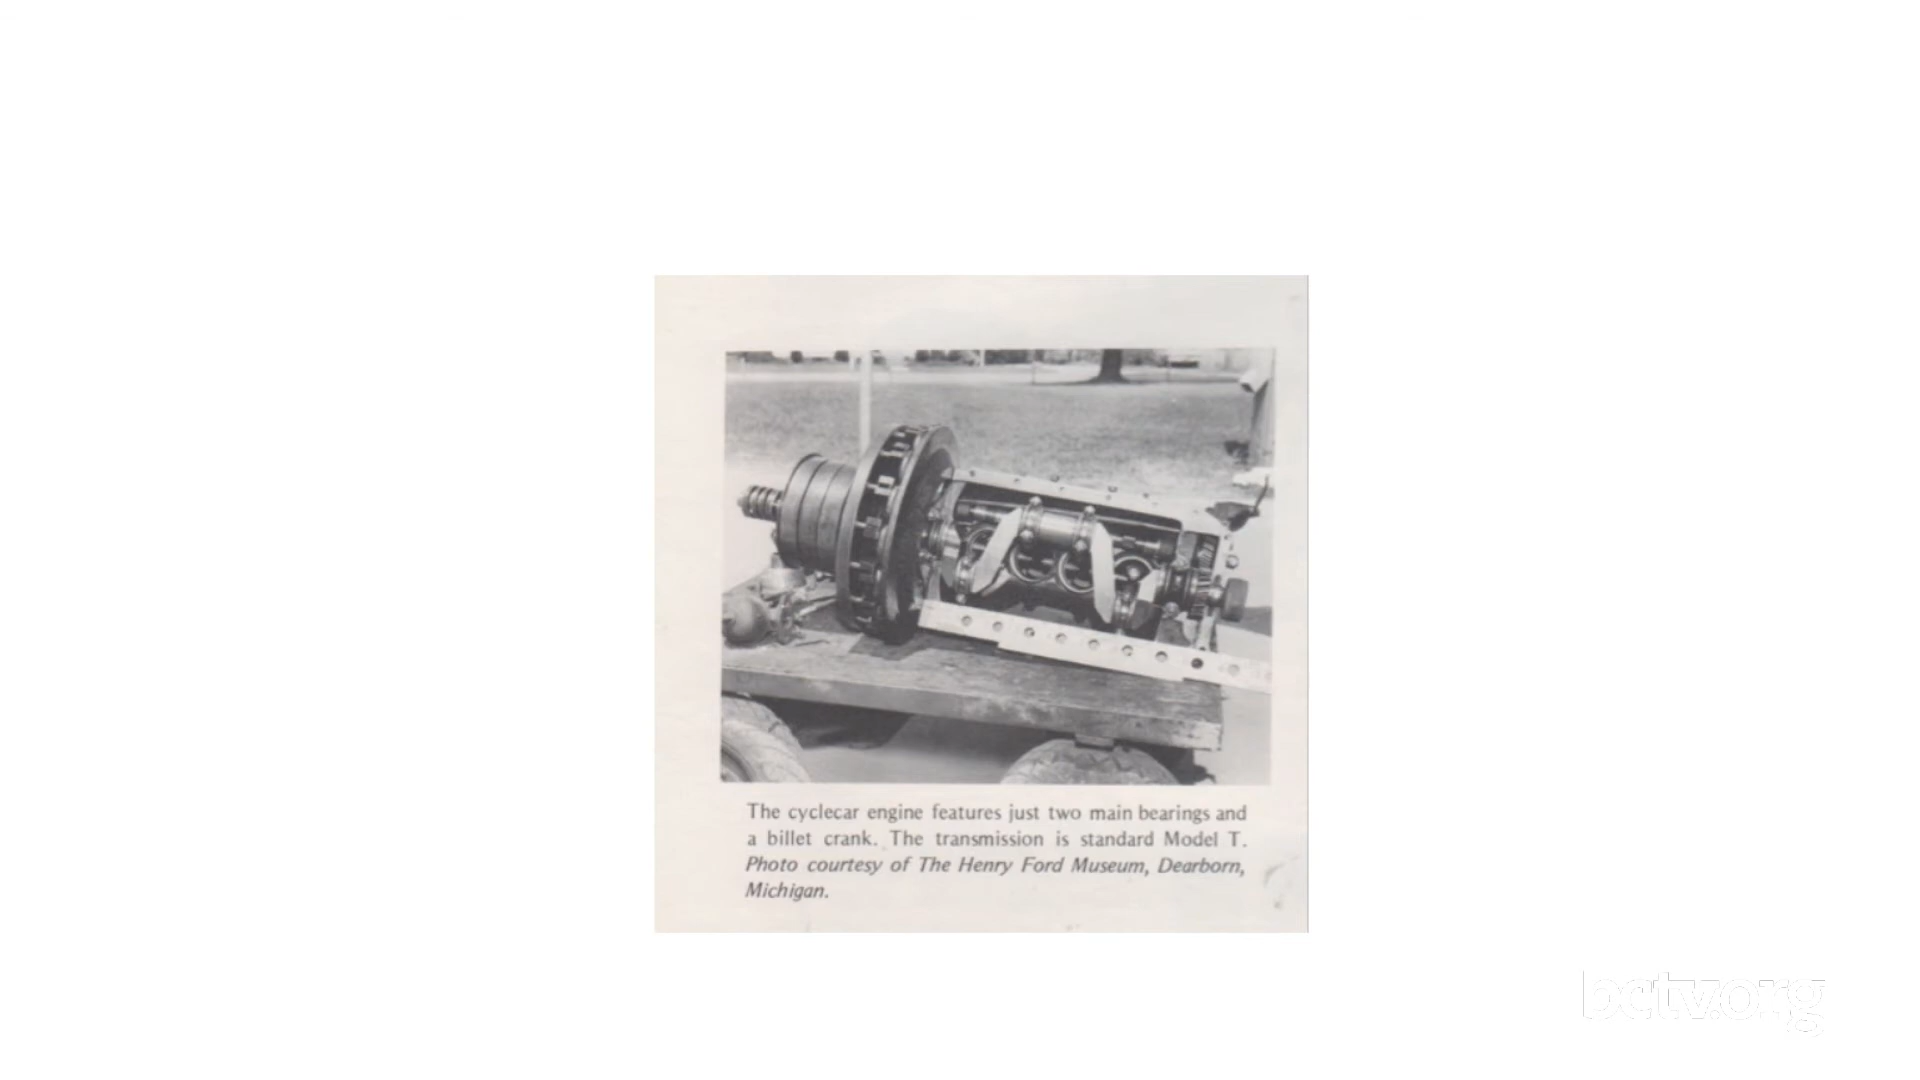 The cyclecar engine features just two main bearings and
a billet crank. The transmission is standard Model T.
Photo courtesy of The Henry Ford Museum, Dearborn,
Michigan.
bctv.org